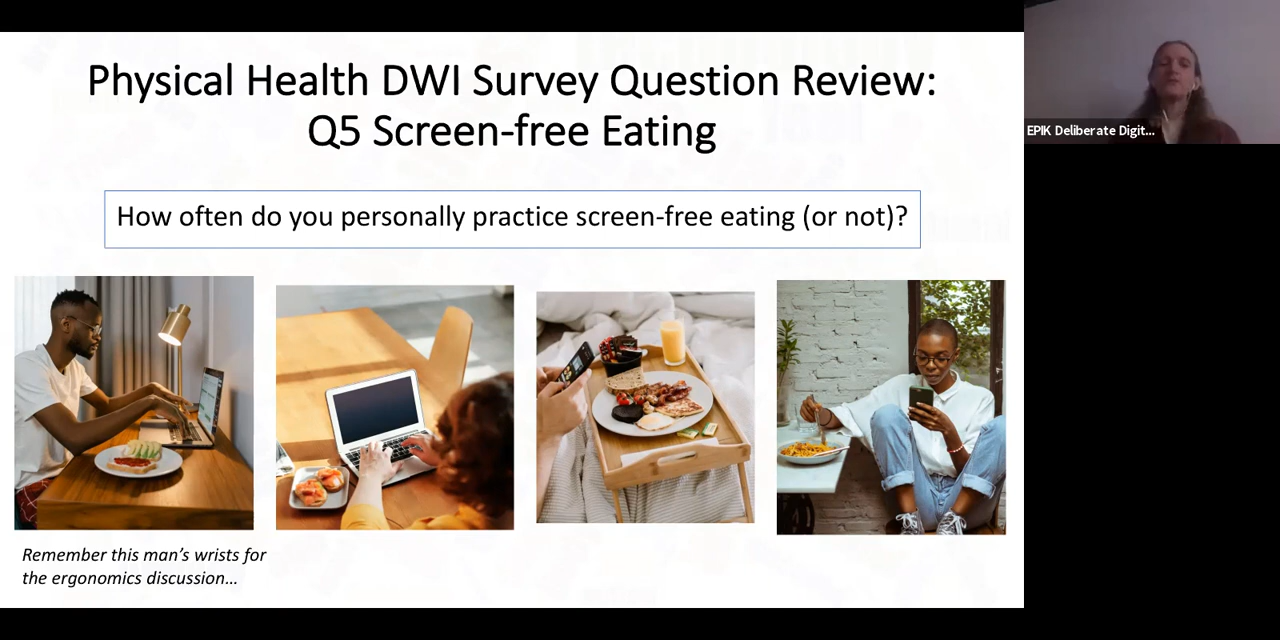 Physical Health DWI Survey Question Review:
Q5 Screen-free Eating
How often do you personally practice screen-free eating (or not)?
Remember this man's wrists for
the ergonomics discussion…
EPIK Deliberate Digit...